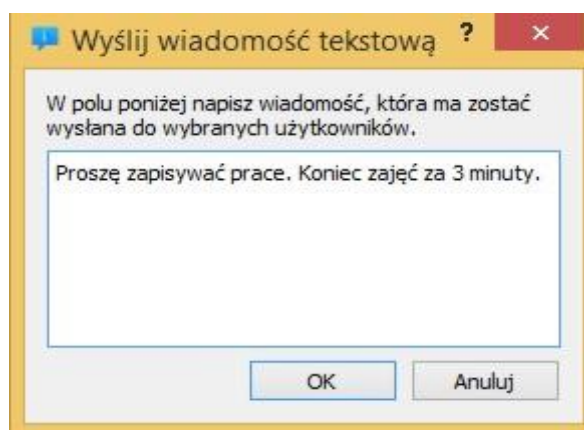 Wyślij wiadomość tekstową ? ×
W polu poniżej napisz wiadomość, która ma zostać
wysłana do wybranych użytkowników.
Proszę zapisywać prace. Koniec zajęć za 3 minuty.
OK Anuluj